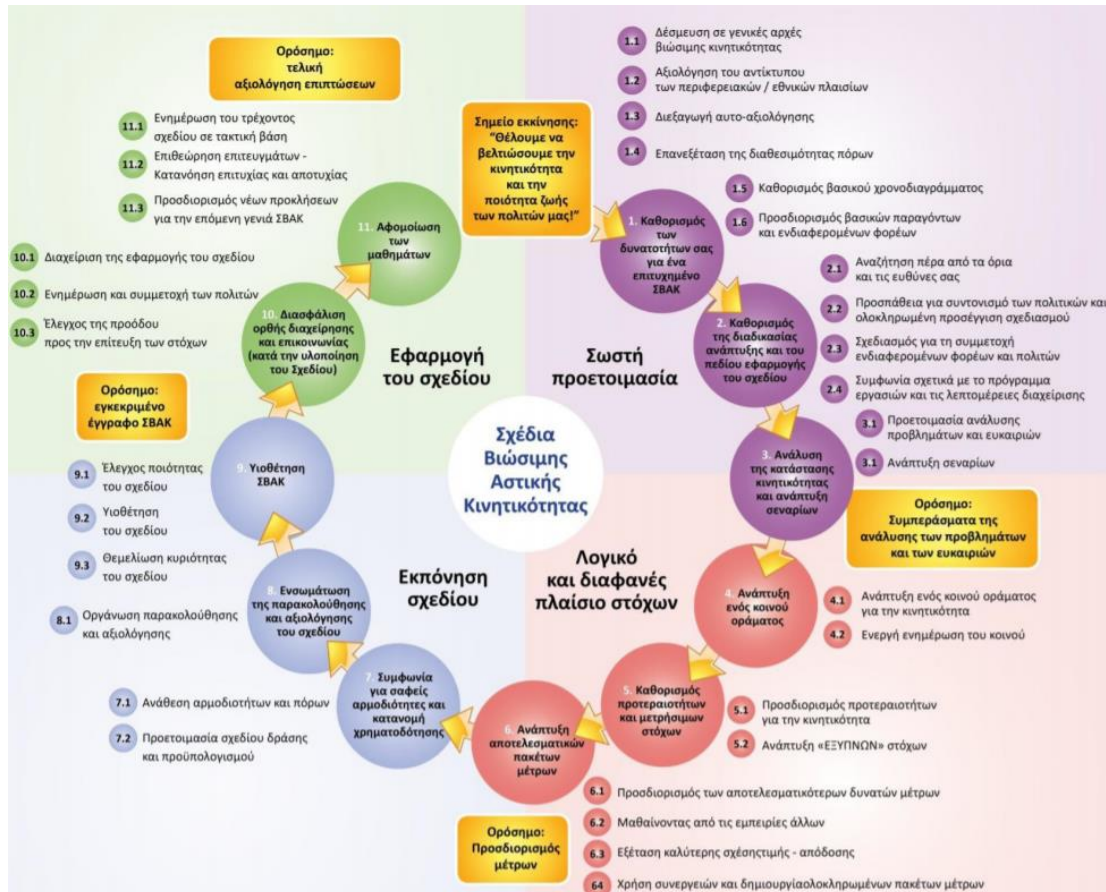 Ορόσημο:
τελική
αξιολόγηση επιπτώσεων
11.1 Ενημέρωση του τρέχοντος
σχεδίου σε τακτική βάση
11.2 Επιθεώρηση επιτευγμάτων -
Κατανόηση επιτυχίας και αποτυχίας
11.3 Προσδιορισμός νέων προκλήσεων
για την επόμενη γενιά ΣΒΑΚ
11. Αφομοίωση
των
μαθημάτων
10.1 Διαχείριση της εφαρμογής του σχεδίου
10.2 Ενημέρωση και συμμετοχή των πολιτών
10.3 Έλεγχος της προόδου
προς την επίτευξη των στόχων
10. Διασφάλιση
ορθής διαχείρησης
και επικοινωνίας
(κατά την υλοποίηση
του Σχεδίου)
Εφαρμογή
του σχεδίου
Σημείο εκκίνησης:
"Θέλουμε να
βελτιώσουμε την
κινητικότητα
και την
ποιότητα ζωής
των πολιτών μας!"
1.1 Δέσμευση σε γενικές αρχές
βιώσιμης κινητικότητας
1.2 Αξιολόγηση του αντίκτυπου
των περιφερειακών / εθνικών πλαισίων
1.3 Διεξαγωγή αυτο-αξιολόγησης
1.4 Επανεξέταση της διαθεσιμότητας πόρων
1.5 Καθορισμός βασικού χρονοδιαγράμματος
1.6 Προσδιορισμός βασικών παραγόντων
και ενδιαφερομένων φορέων
1. Καθορισμός
των
δυνατοτήτων σας
για ένα
επιτυχημένο
ΣΒΑΚ
2.1 Αναζήτηση πέρα από τα όρια
και τις ευθύνες σας
2.2 Προσπάθεια για συντονισμό των πολιτικών και
ολοκληρωμένη προσέγγιση σχεδιασμού
2.3 Σχεδιασμός για τη συμμετοχή
ενδιαφερομένων φορέων και πολιτών
2.4 Συμφωνία σχετικά με το πρόγραμμα
εργασιών και τις λεπτομέρειες διαχείρισης
2. Καθορισμός
της διαδικασίας
ανάπτυξης και του
πεδίου εφαρμογής
του σχεδίου
Σωστή
προετοιμασία
3.1 Προετοιμασία ανάλυσης
προβλημάτων και ευκαιριών
3.1 Ανάπτυξη σεναρίων
3. Ανάλυση
της κατάστασης
κινητικότητας
και ανάπτυξη
σεναρίων
Ορόσημο:
Συμπεράσματα της
ανάλυσης των προβλημάτων
και των ευκαιριών
Σχέδια
Βιώσιμης
Αστικής
Κινητικότητας
Λογικό
και διαφανές
πλαίσιο στόχων
4. Ανάπτυξη
ενός κοινού
οράματος
4.1 Ανάπτυξη ενός κοινού οράματος
για την κινητικότητα
4.2 Ενεργή ενημέρωση του κοινού
5. Καθορισμός
προτεραιοτήτων
και μετρήσιμων
στόχων
5.1 Προσδιορισμός προτεραιοτήτων
για την κινητικότητα
5.2 Ανάπτυξη «ΕΞΥΠΝΩΝ» στόχων
6. Ανάπτυξη
αποτελεσματικών
πακέτων
μέτρων
6.1 Προσδιορισμός των αποτελεσματικότερων δυνατών μέτρων
6.2 Μαθαίνοντας από τις εμπειρίες άλλων
6.3 Εξέταση καλύτερης σχέσηςτιμής - απόδοσης
64 Χρήση συνεργειών και δημιουργίαολοκληρωμένων πακέτων μέτρων
Ορόσημο:
Προσδιορισμός
μέτρων
Εκπόνηση
σχεδίου
7. Συμφωνία
για σαφείς
αρμοδιότητες και
κατανομή
χρηματοδότησης
7.1 Ανάθεση αρμοδιοτήτων και πόρων
7.2 Προετοιμασία σχεδίου δράσης
και προϋπολογισμού
8. Ενσωμάτωση
της παρακολούθησης
και αξιολόγησης
του σχεδίου
8.1 Οργάνωση παρακολούθησης
και αξιολόγησης
9. Υιοθέτηση
ΣΒΑΚ
9.1 Έλεγχος ποιότητας
του σχεδίου
9.2 Υιοθέτηση
του σχεδίου
9.3 Θεμελίωση κυριότητας
του σχεδίου
Ορόσημο:
εγκεκριμένο
έγγραφο ΣΒΑΚ